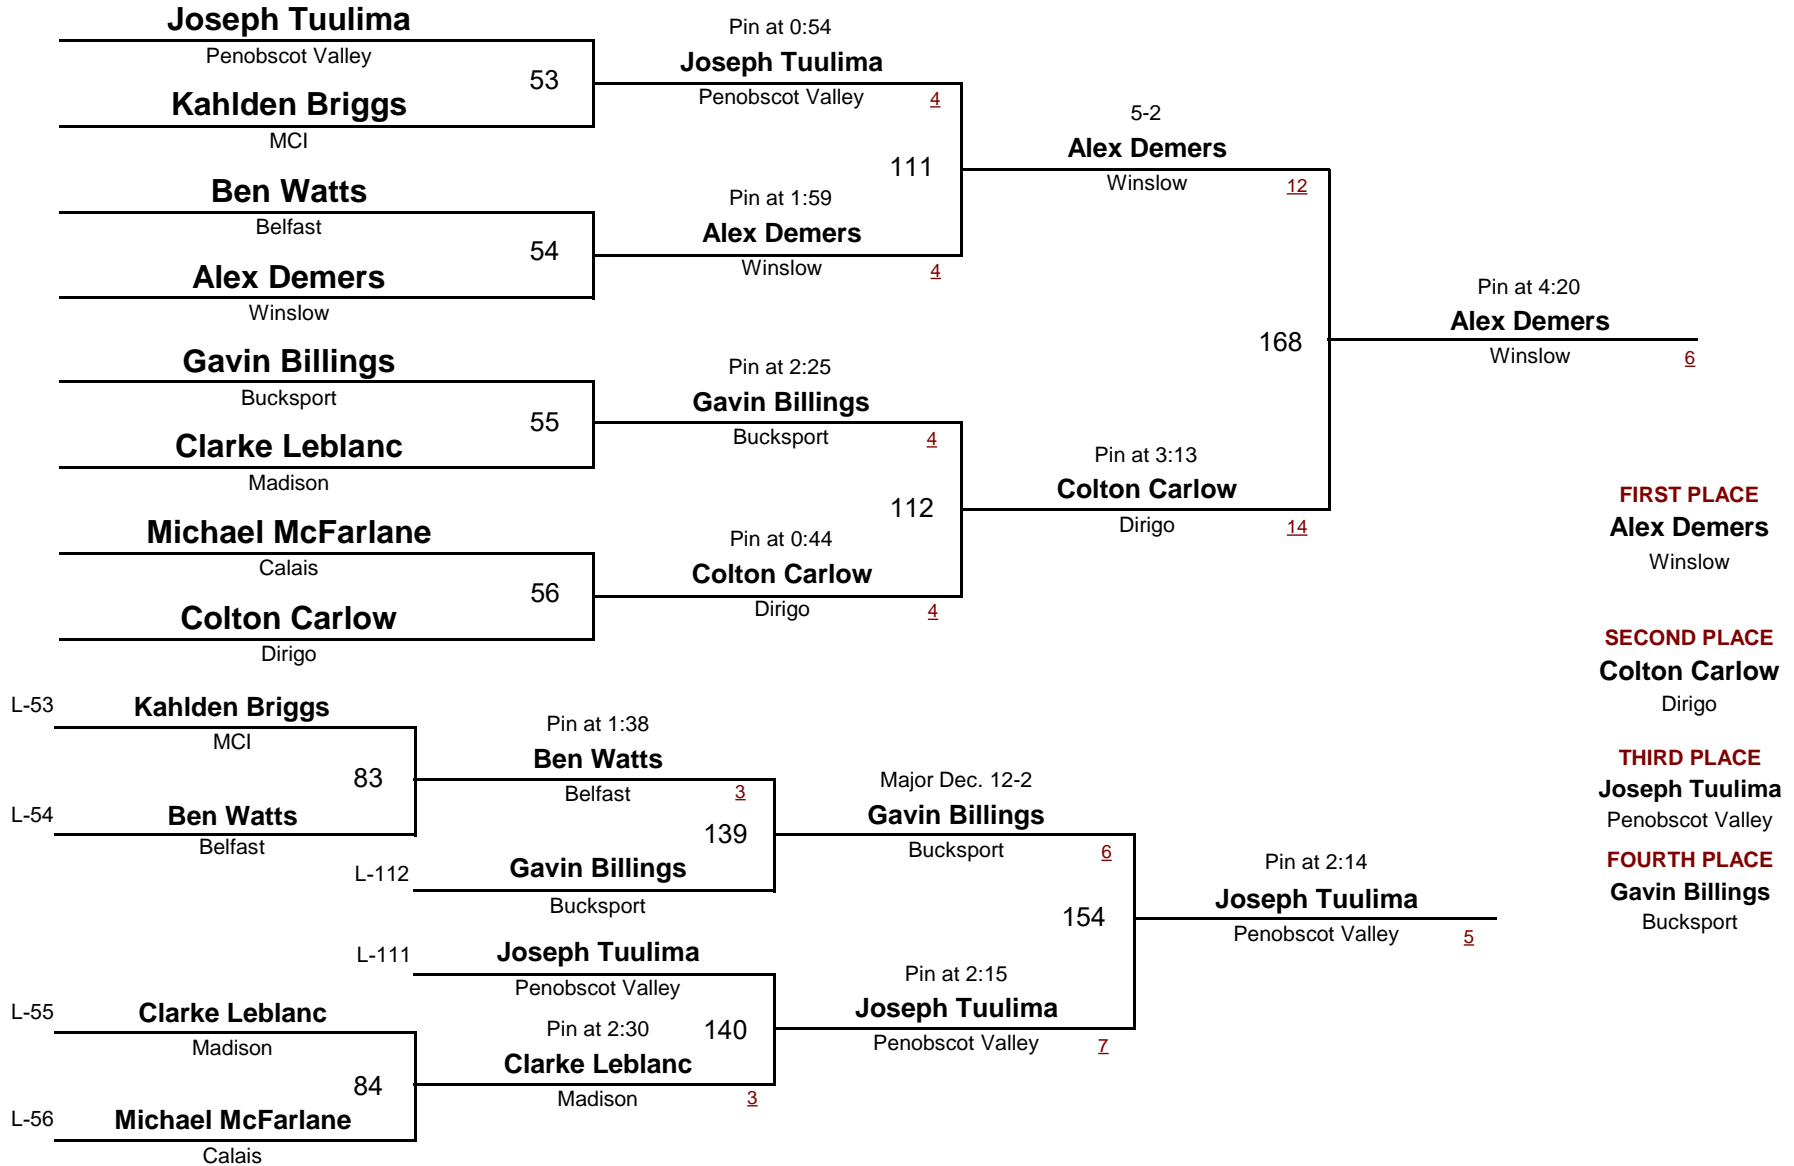 Joseph Tuulima
Penobscot Valley
53
Kahlden Briggs
MCI
Pin at 0:54
Joseph Tuulima
Penobscot Valley
4
Ben Watts
Belfast
54
Alex Demers
Winslow
Pin at 1:59
Alex Demers
Winslow
4
111
5-2
Alex Demers
Winslow
12
Gavin Billings
Bucksport
55
Clarke Leblanc
Madison
Pin at 2:25
Gavin Billings
Bucksport
4
Michael McFarlane
Calais
56
Colton Carlow
Dirigo
Pin at 0:44
Colton Carlow
Dirigo
4
112
Pin at 3:13
Colton Carlow
Dirigo
14
168
Pin at 4:20
Alex Demers
Winslow
6
FIRST PLACE
Alex Demers
Winslow
SECOND PLACE
Colton Carlow
Dirigo
THIRD PLACE
Joseph Tuulima
Penobscot Valley
FOURTH PLACE
Gavin Billings
Bucksport
L-53
Kahlden Briggs
MCI
83
L-54
Ben Watts
Belfast
Pin at 1:38
Ben Watts
Belfast
3
139
L-112
Gavin Billings
Bucksport
Major Dec. 12-2
Gavin Billings
Bucksport
6
L-111
Joseph Tuulima
Penobscot Valley
140
L-55
Clarke Leblanc
Madison
84
L-56
Michael McFarlane
Calais
Pin at 2:30
Clarke Leblanc
Madison
3
Pin at 2:15
Joseph Tuulima
Penobscot Valley
7
154
Pin at 2:14
Joseph Tuulima
Penobscot Valley
5